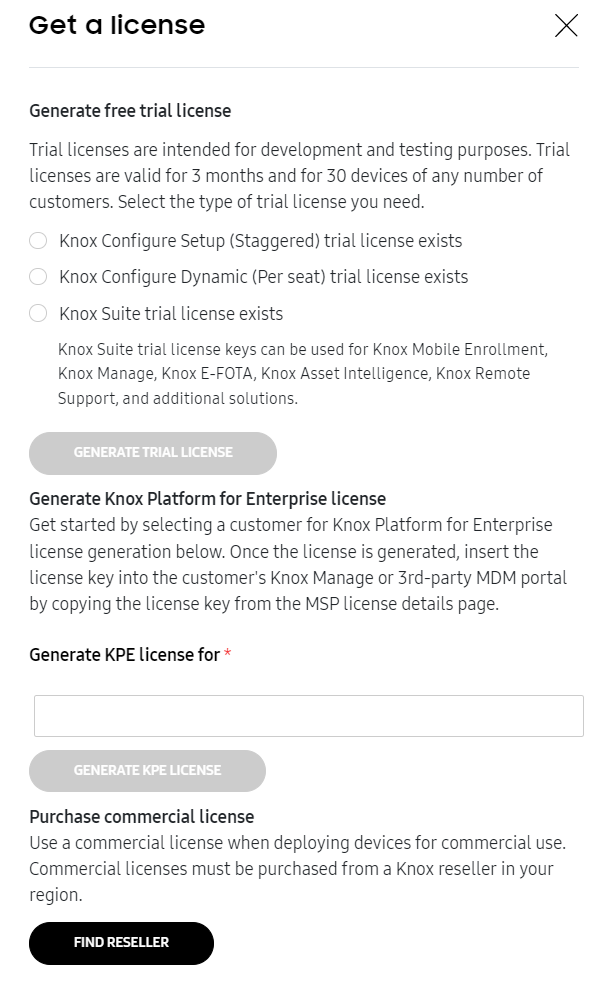 Get a license
Generate free trial license
Trial licenses are intended for development and testing purposes. Trial
licenses are valid for 3 months and for 30 devices of any number of
customers. Select the type of trial license you need.
Knox Configure Setup (Staggered) trial license exists
Knox Configure Dynamic (Per seat) trial license exists
Knox Suite trial license exists
Knox Suite trial license keys can be used for Knox Mobile Enrollment,
Knox Manage, Knox E-FOTA, Knox Asset Intelligence, Knox Remote
Support, and additional solutions.
GENERATE TRIAL LICENSE
Generate Knox Platform for Enterprise license
Get started by selecting a customer for Knox Platform for Enterprise
license generation below. Once the license is generated, insert the
license key into the customer's Knox Manage or 3rd-party MDM portal
by copying the license key from the MSP license details page.
Generate KPE license for *
GENERATE KPE LICENSE
Purchase commercial license
Use a commercial license when deploying devices for commercial use.
Commercial licenses must be purchased from a Knox reseller in your
region.
FIND RESELLER